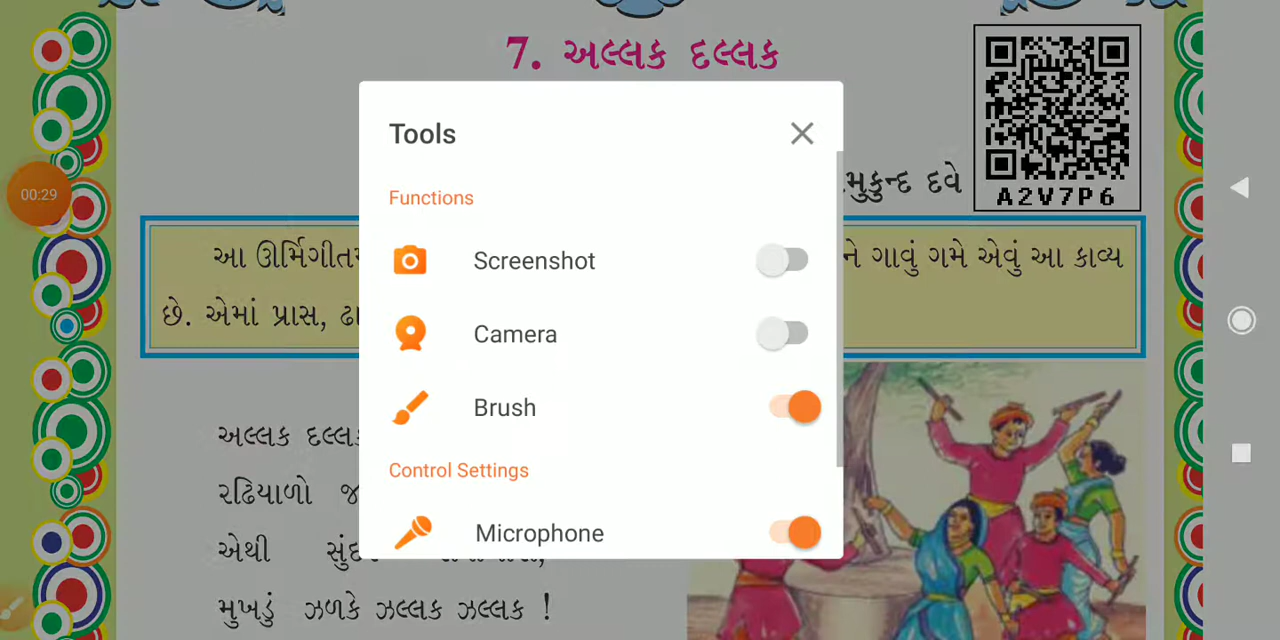 7. અલ્લક દલ્લક
દવે
A2V7P6
Tools
00:29
Functions
આ ઊર્મિગીત
ને ગાવું ગમે એવું આ કાવ્ય
Screenshot
છે. એમાં પ્રાસ,
Camera
Brush
અલ્લક
Control Settings
રઢિયાળો
Microphone
એથી
મુખડું ઝળકે ઝલ્લક ઝલ્લક !